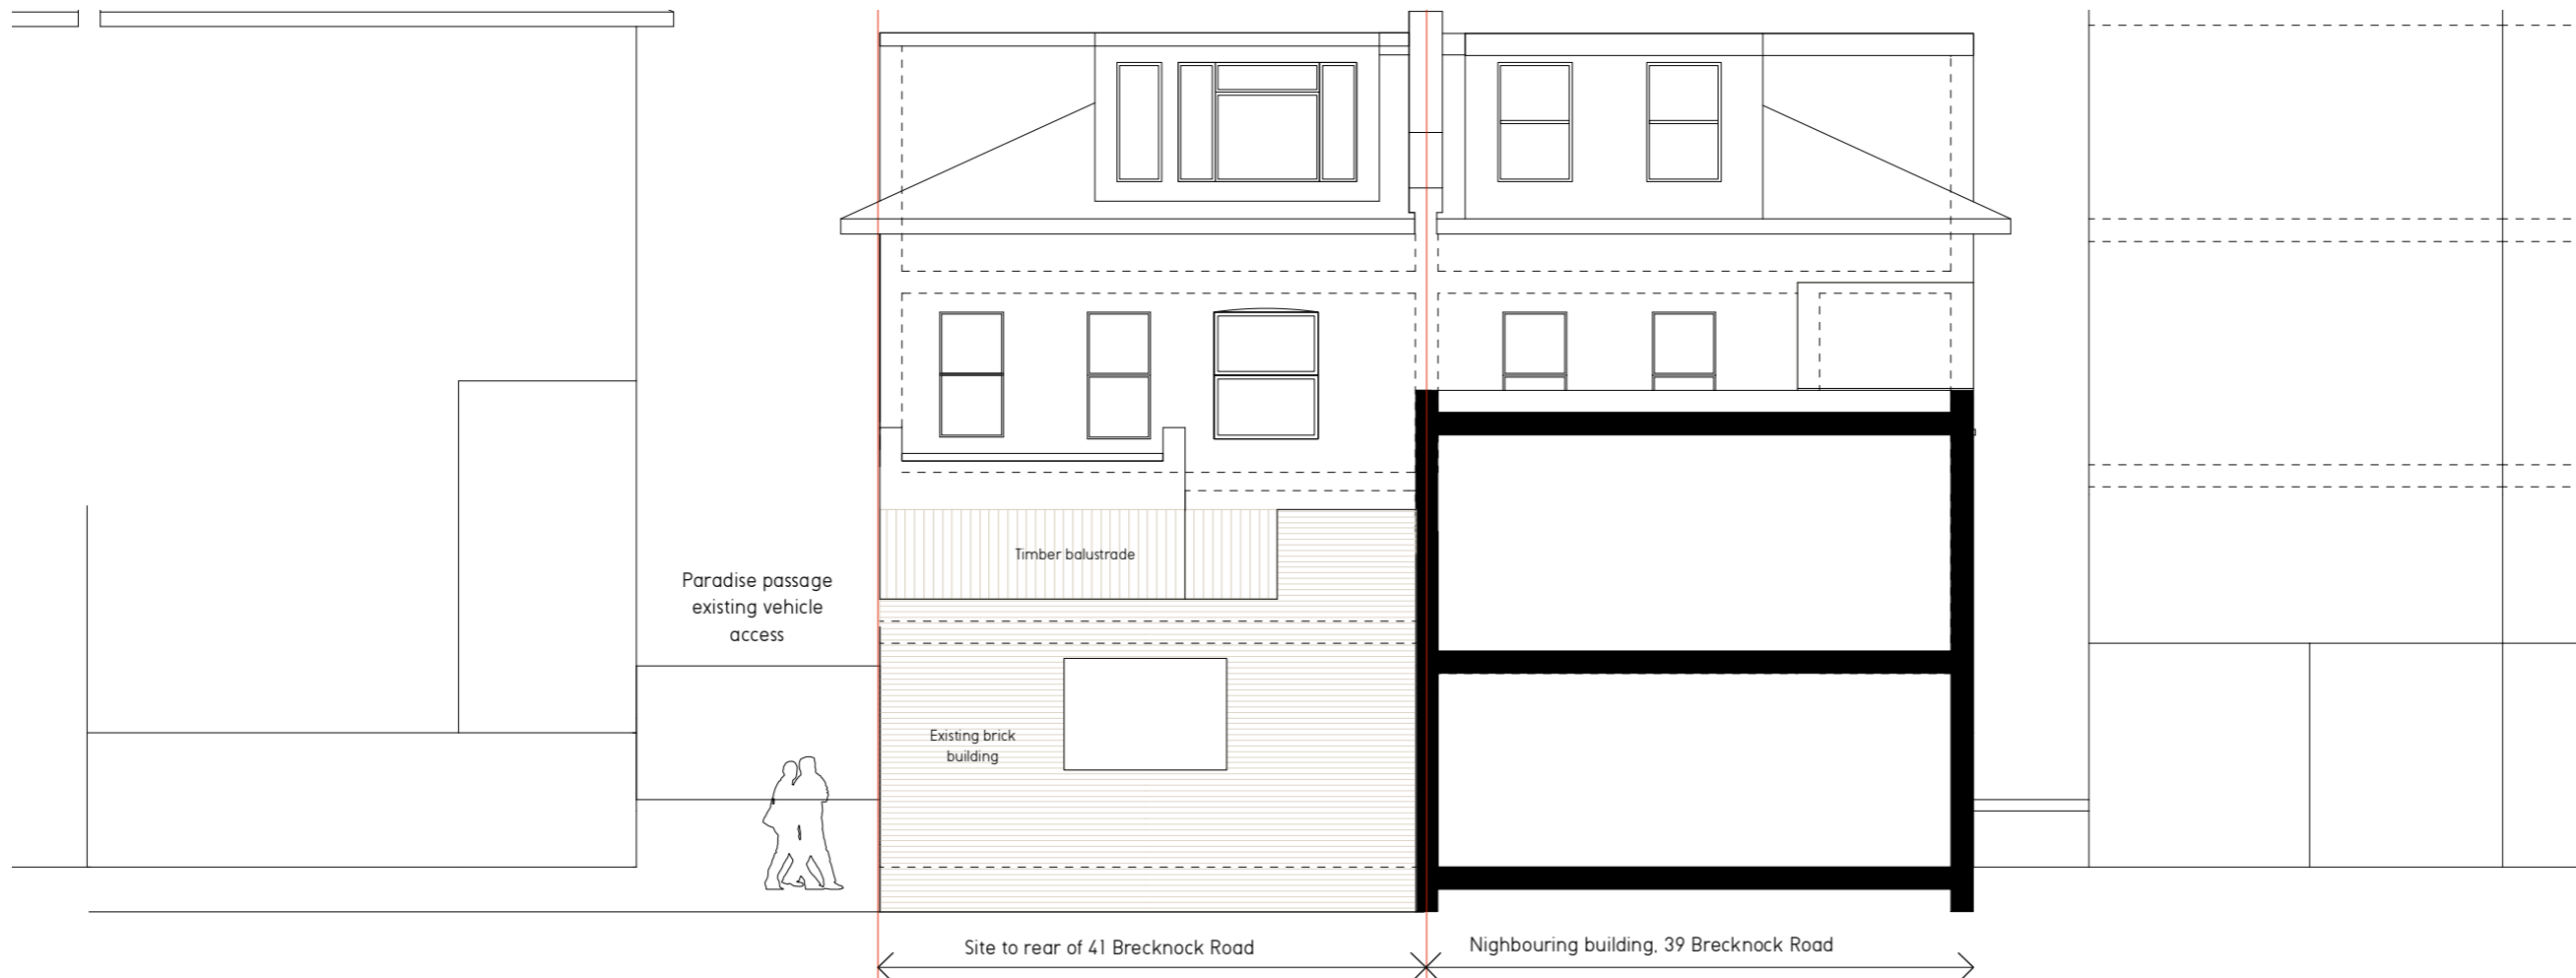 Timber balustrade
Paradise passage
existing vehicle
access
Existing brick
building
Site to rear of 41 Brecknock Road
Nighbouring building, 39 Brecknock Road